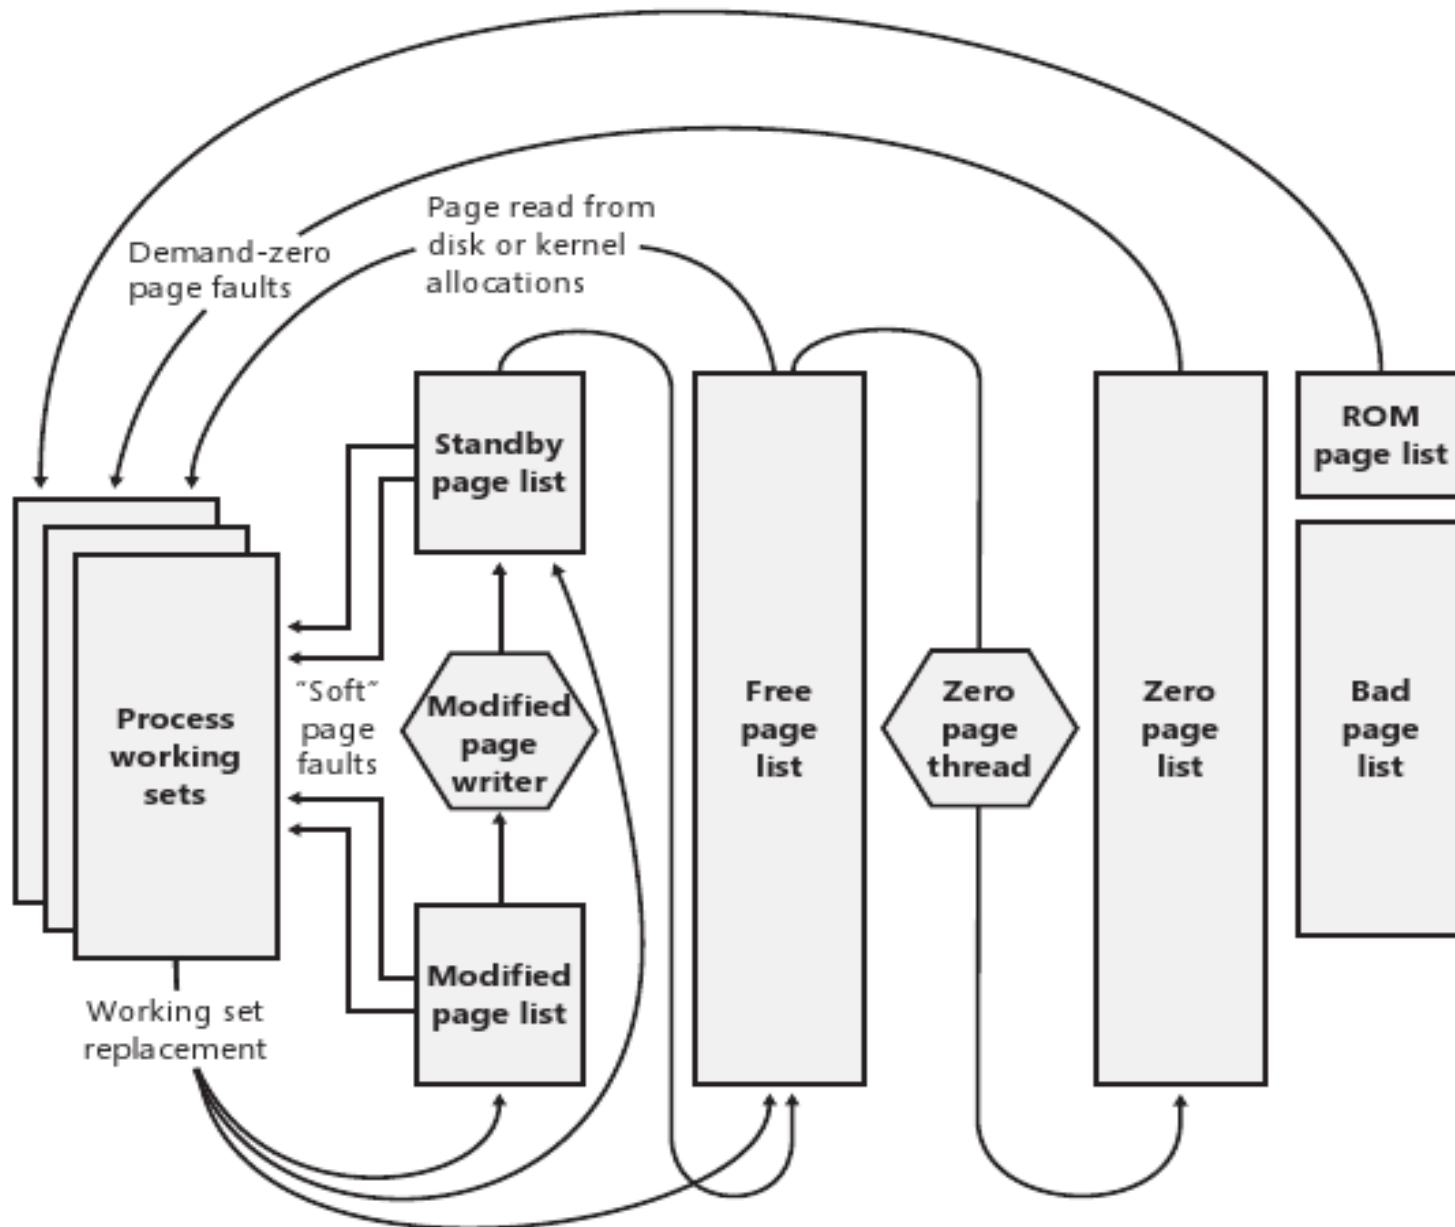 Page read from
disk or kernel
allocations
Demand-zero
page faults
Standby
page list
ROM
page list
"Soft"
page
faults
Process
working
sets
Modified
page
writer
Free
page
list
Zero
page
thread
Zero
page
list
Bad
page
list
Modified
page list
Working set
replacement